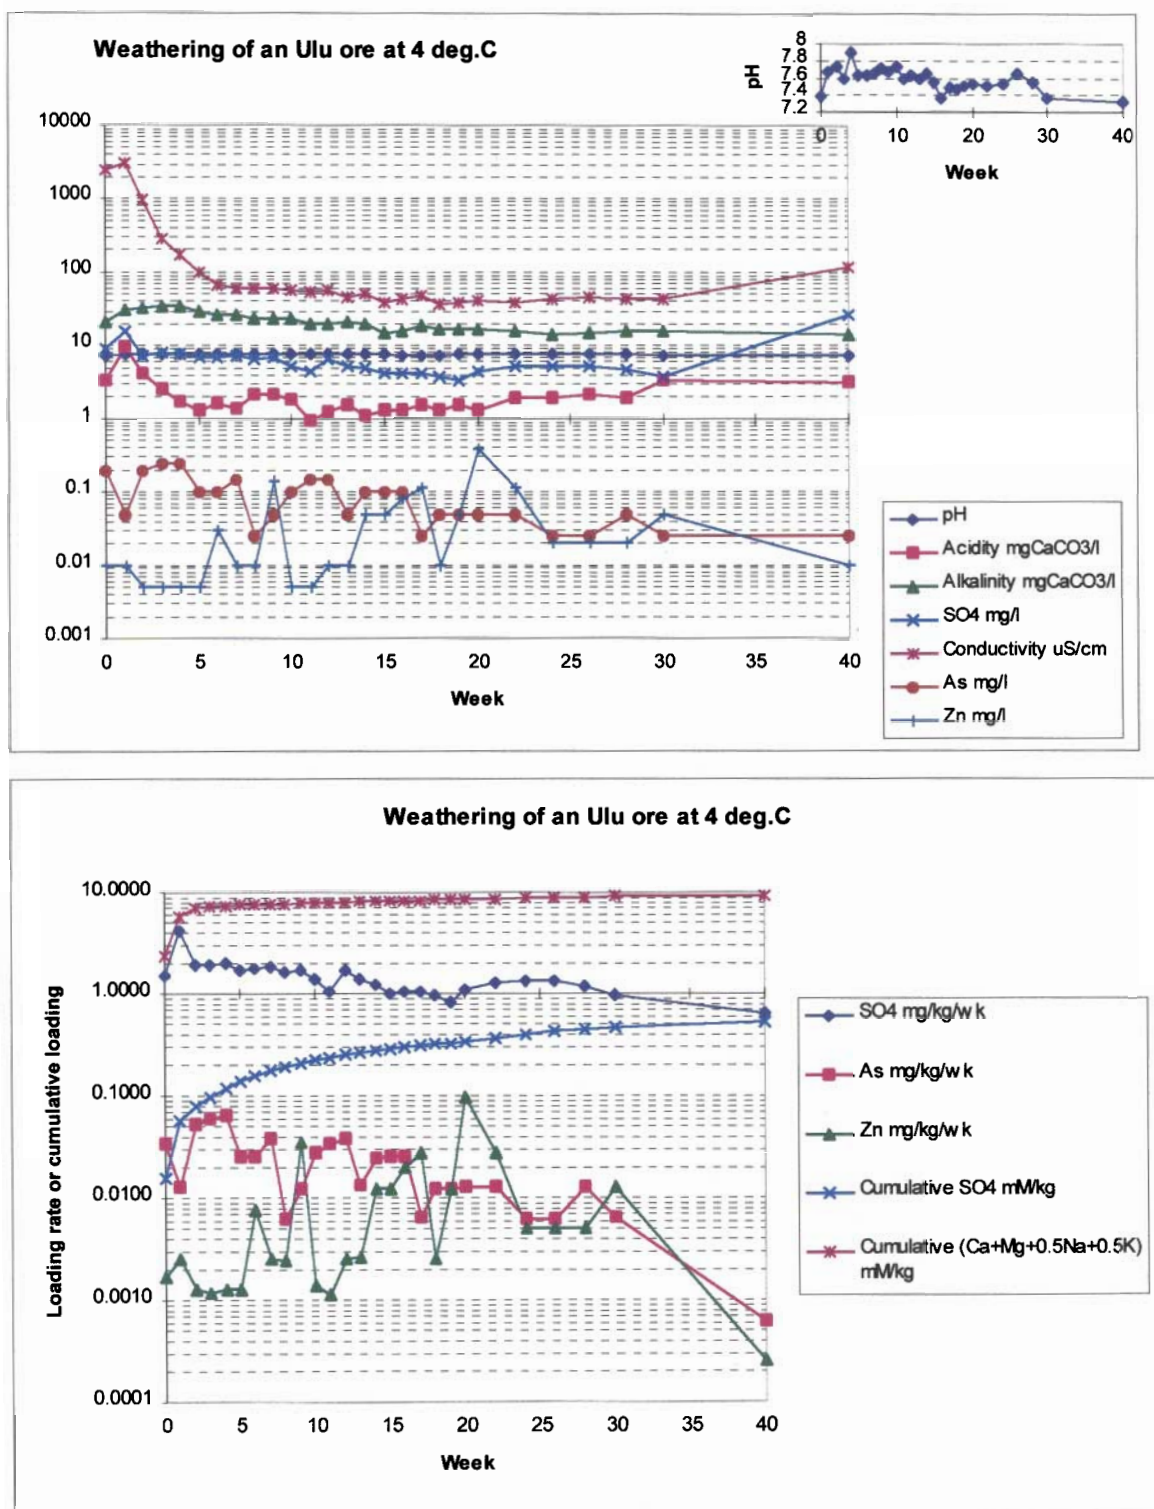 Weathering of an Ulu ore at 4 deg.C
pH
8
7.8
7.6
7.4
7.2
0 10 20 30 40
Week
10000
1000
100
10
1
0.1
0.01
0.001
0 5 10 15 20 25 30 35 40
Week
pH
Acidity mgCaCO3/l
Alkalinity mgCaCO3/l
SO4 mg/l
Conductivity uS/cm
As mg/l
Zn mg/l
Weathering of an Ulu ore at 4 deg.C
Loading rate or cumulative loading
10.0000
1.0000
0.1000
0.0100
0.0010
0.0001
0 5 10 15 20 25 30 35 40
Week
SO4 mg/kg/wk
As mg/kg/wk
Zn mg/kg/wk
Cumulative SO4 mM/kg
Cumulative (Ca+Mg+0.5Na+0.5K)
mM/kg